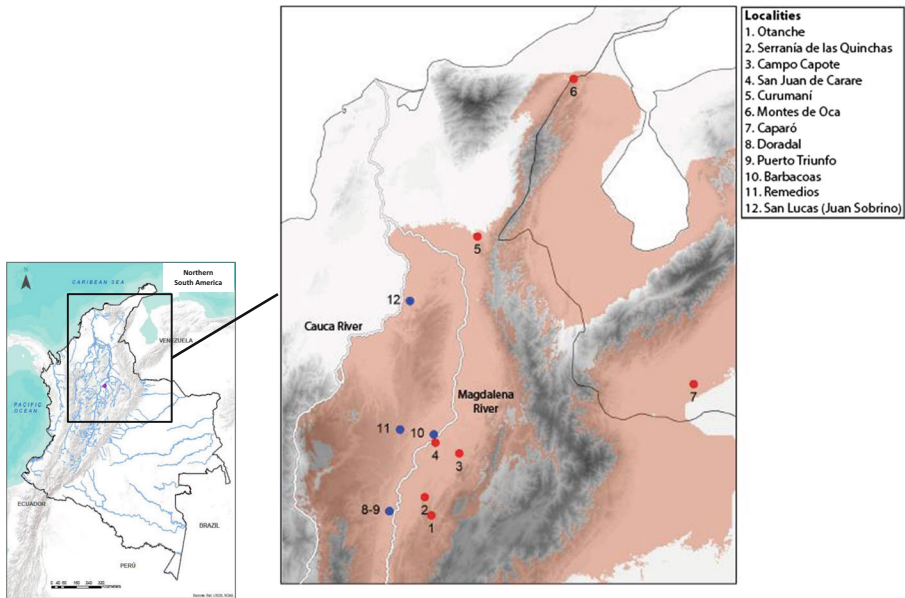 Localities
1. Otanche
2. Serranía de las Quinchas
3. Campo Capote
4. San Juan de Carare
5. Curumaní
6. Montes de Oca
7. Caparó
8. Doradal
9. Puerto Triunfo
10. Barbacoas
11. Remedios
12. San Lucas (Juan Sobrino)
6
5
12
Cauca River
7
Magdalena
River
11
10
4
3
8-9
2
1
N
CARIBEAN SEA
Northern
South America
VENEZUELA
PACIFIC
OCEAN
ECUADOR
BRAZIL
PERÚ